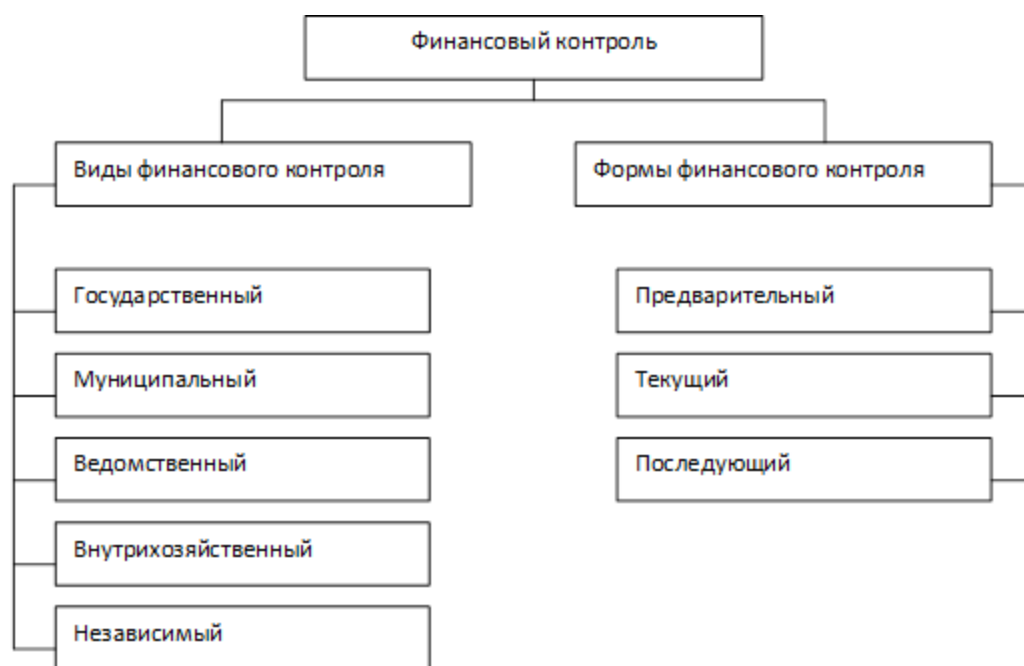 Финансовый контроль
Виды финансового контроля
Формы финансового контроля
Государственный
Предварительный
Муниципальный
Текущий
Ведомственный
Последующий
Внутрихозяйственный
Независимый